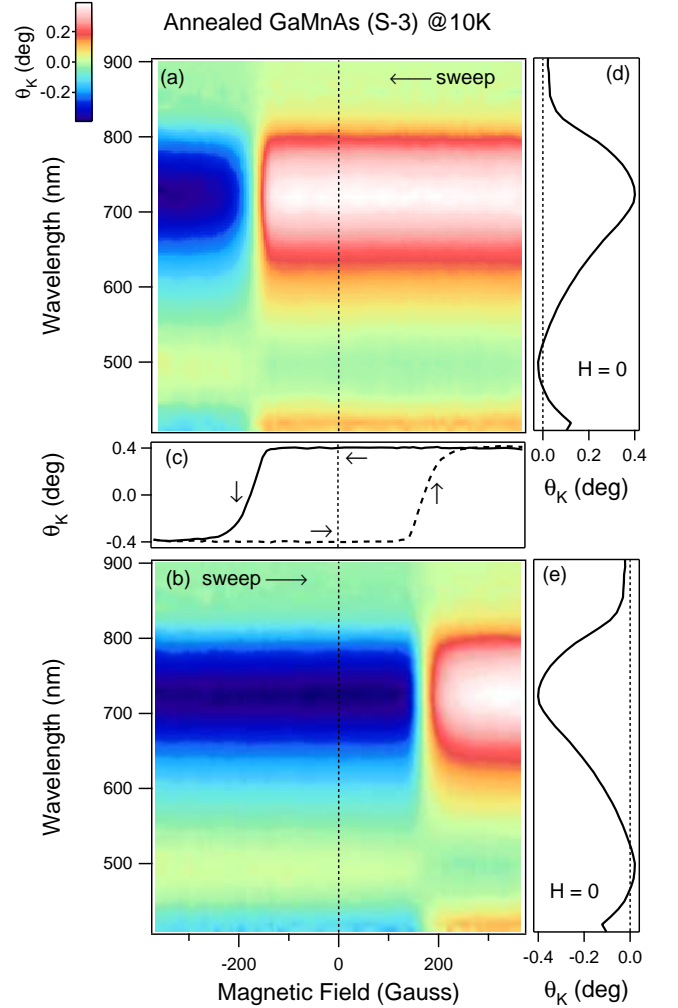 Annealed GaMnAs (S-3) @10K
θK (deg)
0.2
0.0
-0.2
(a)
← sweep
Wavelength (nm)
900
800
700
600
500
(d)
H = 0
0.0 0.2 0.4
θK (deg)
(c)
θK (deg)
0.4
0.0
-0.4
(b) sweep →
Wavelength (nm)
900
800
700
600
500
-200 0 200
Magnetic Field (Gauss)
(e)
H = 0
-0.4 -0.2 0.0
θK (deg)